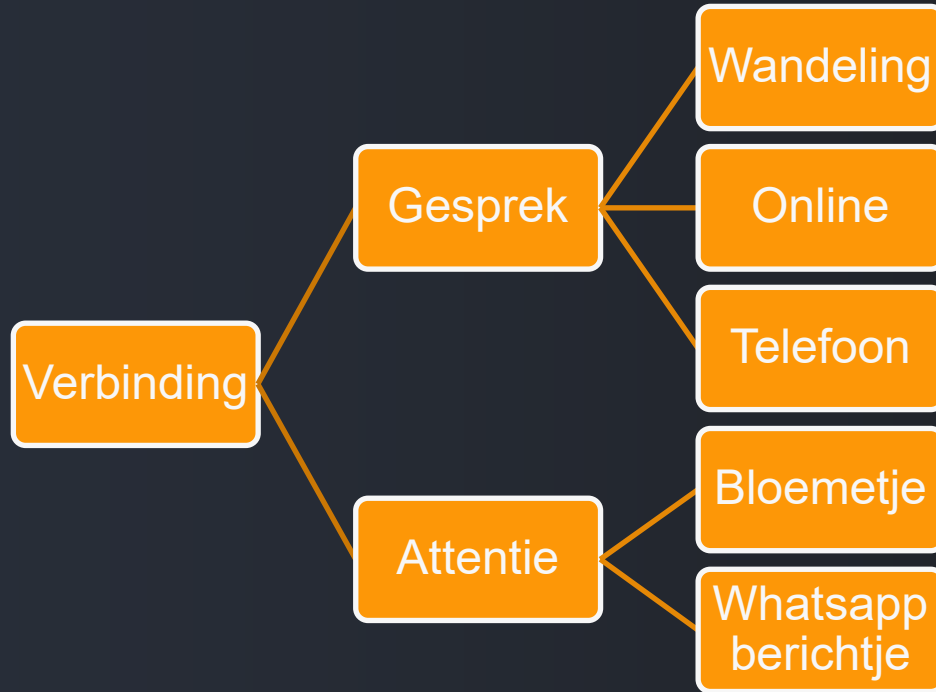 Wandeling
Gesprek
Online
Telefoon
Verbinding
Bloemetje
Attentie
Whatsapp
berichtje